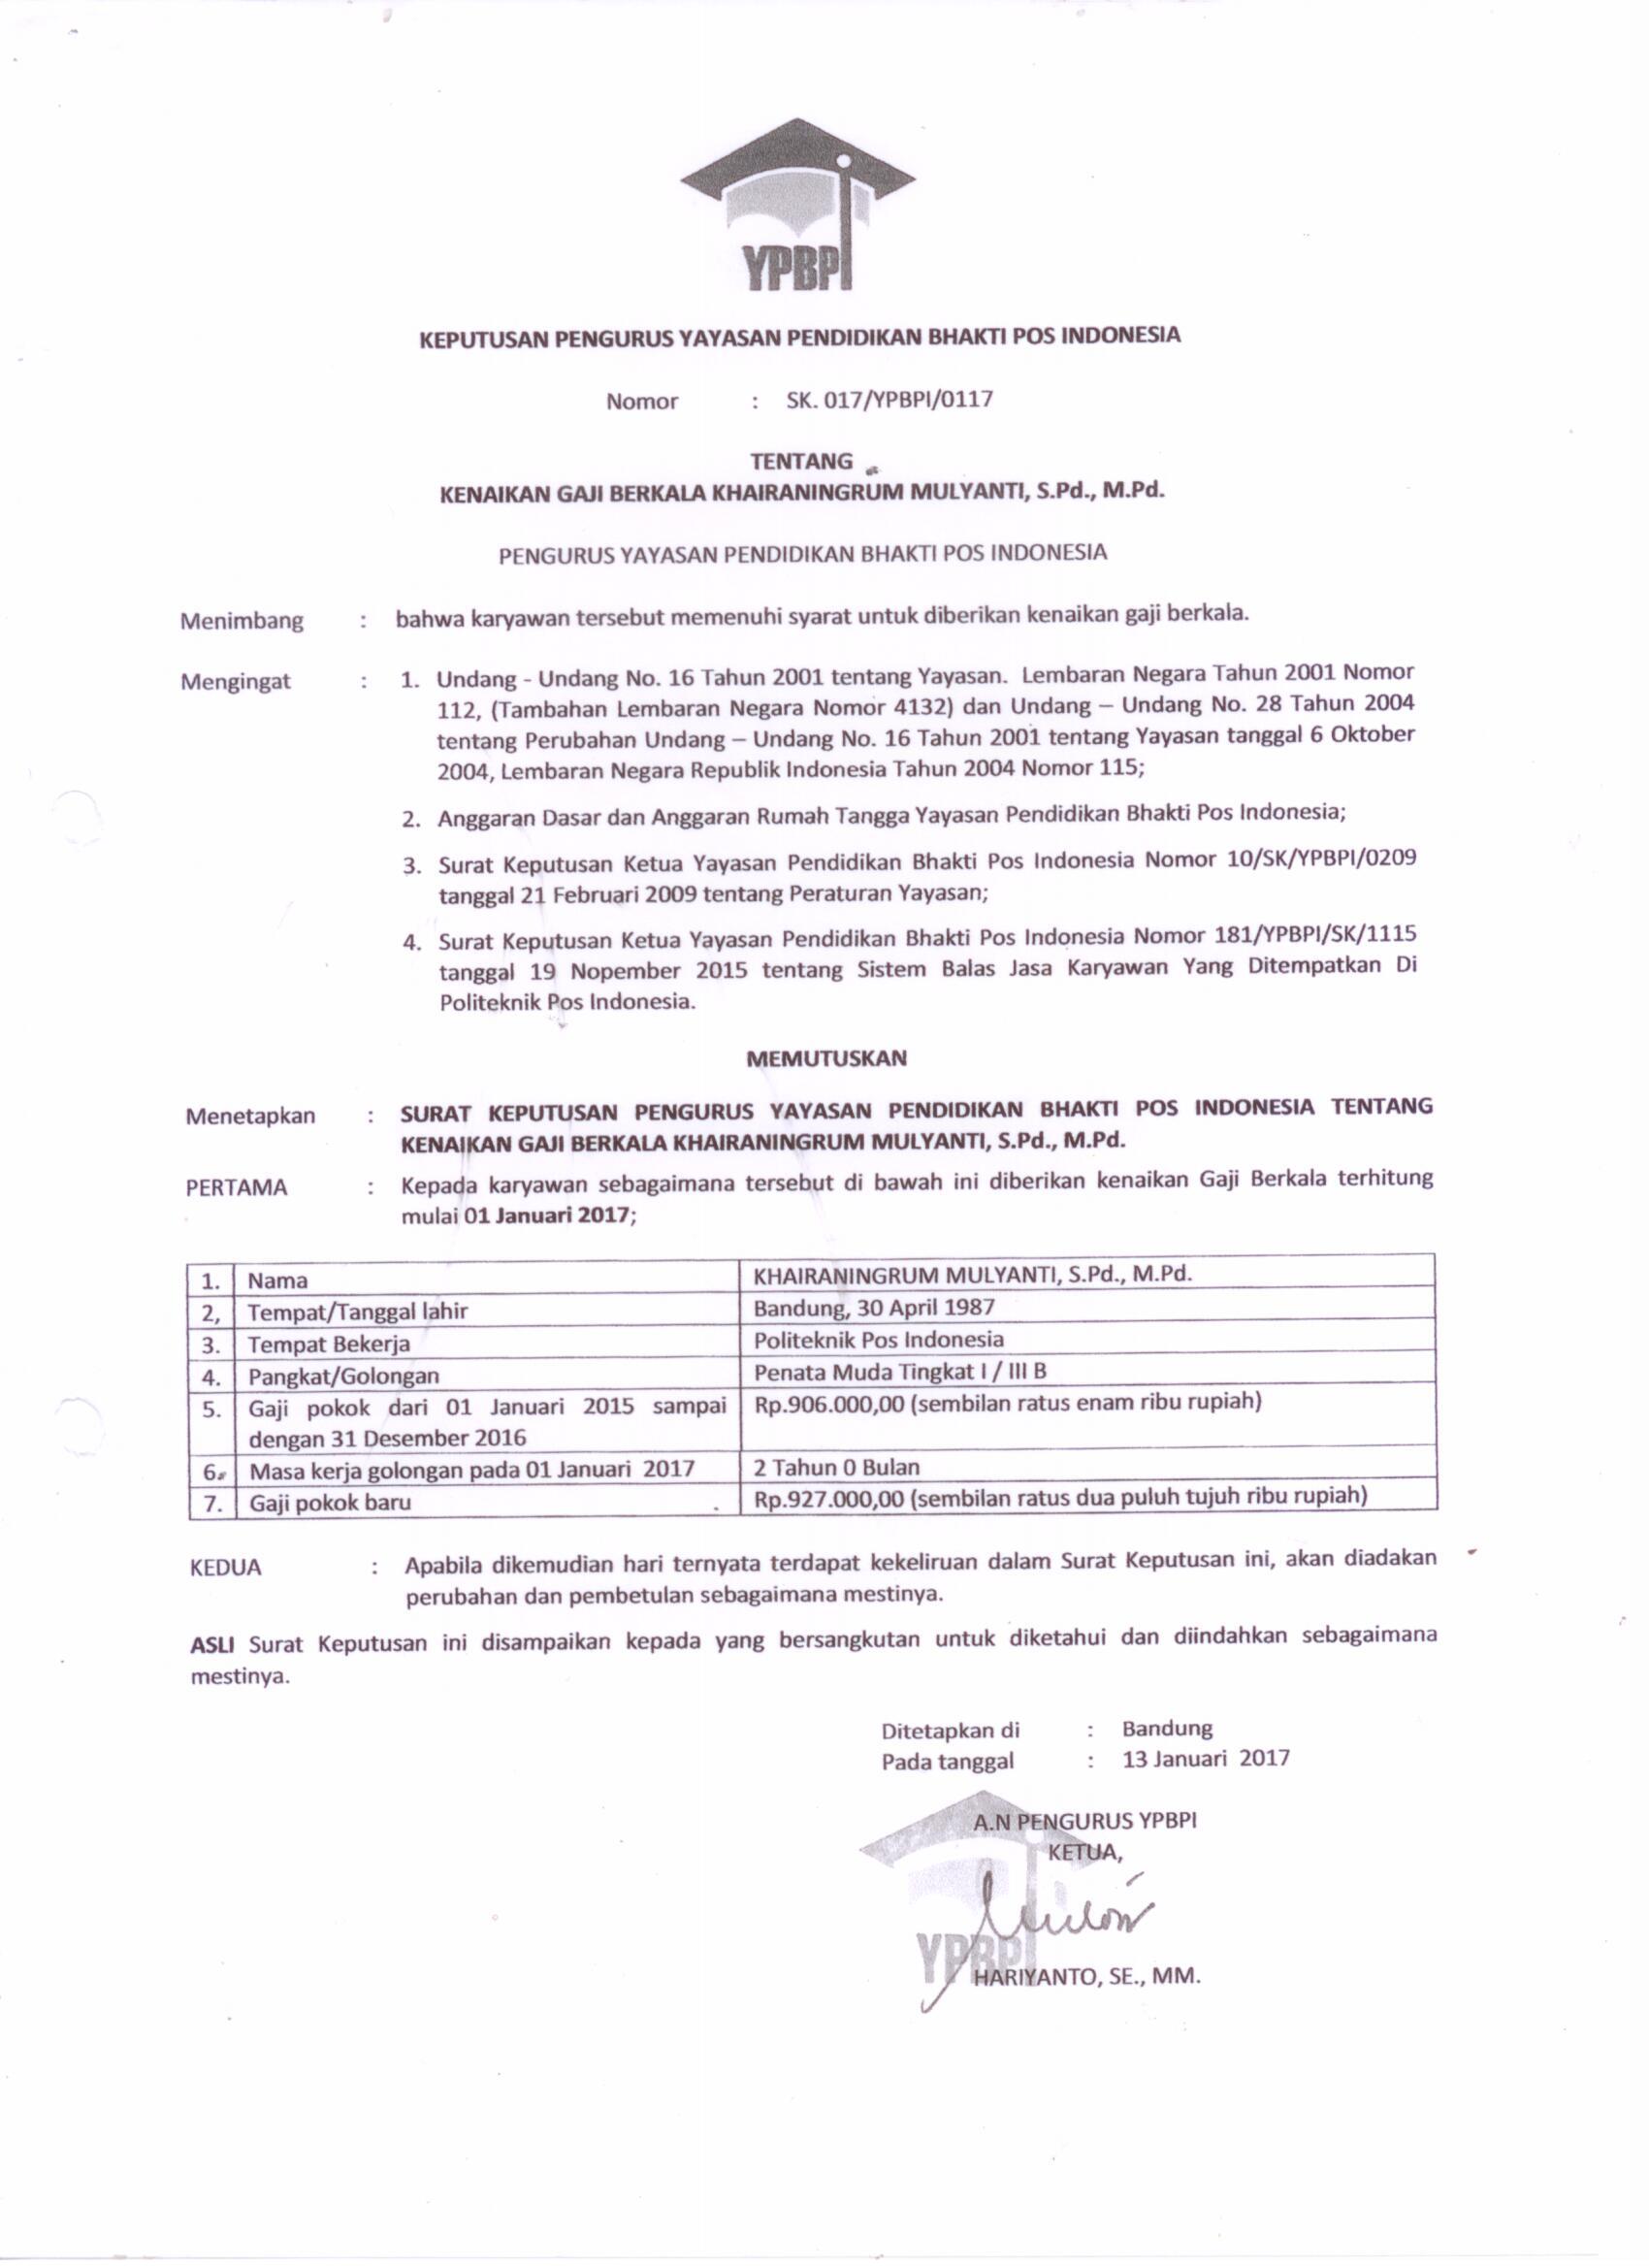 YPBPI
KEPUTUSAN PENGURUS YAYASAN PENDIDIKAN BHAKTI POS INDONESIA
Nomor : SK. 017/YPBPI/0117
TENTANG
KENAIKAN GAJI BERKALA KHAIRANINGRUM MULYANTI, S.Pd., M.Pd.
PENGURUS YAYASAN PENDIDIKAN BHAKTI POS INDONESIA
Menimbang : bahwa karyawan tersebut memenuhi syarat untuk diberikan kenaikan gaji berkala.
Mengingat : 1. Undang - Undang No. 16 Tahun 2001 tentang Yayasan. Lembaran Negara Tahun 2001 Nomor
112, (Tambahan Lembaran Negara Nomor 4132) dan Undang – Undang No. 28 Tahun 2004
tentang Perubahan Undang – Undang No. 16 Tahun 2001 tentang Yayasan tanggal 6 Oktober
2004, Lembaran Negara Republik Indonesia Tahun 2004 Nomor 115;
2. Anggaran Dasar dan Anggaran Rumah Tangga Yayasan Pendidikan Bhakti Pos Indonesia;
3. Surat Keputusan Ketua Yayasan Pendidikan Bhakti Pos Indonesia Nomor 10/SK/YPBPI/0209
tanggal 21 Februari 2009 tentang Peraturan Yayasan;
4. Surat Keputusan Ketua Yayasan Pendidikan Bhakti Pos Indonesia Nomor 181/YPBPI/SK/1115
tanggal 19 Nopember 2015 tentang Sistem Balas Jasa Karyawan Yang Ditempatkan Di
Politeknik Pos Indonesia.
MEMUTUSKAN
Menetapkan : SURAT KEPUTUSAN PENGURUS YAYASAN PENDIDIKAN BHAKTI POS INDONESIA TENTANG
KENAIKAN GAJI BERKALA KHAIRANINGRUM MULYANTI, S.Pd., M.Pd.
PERTAMA : Kepada karyawan sebagaimana tersebut di bawah ini diberikan kenaikan Gaji Berkala terhitung
mulai 01 Januari 2017;
1. Nama KHAIRANINGRUM MULYANTI, S.Pd., M.Pd.
2, Tempat/Tanggal lahir Bandung, 30 April 1987
3. Tempat Bekerja Politeknik Pos Indonesia
4. Pangkat/Golongan Penata Muda Tingkat I / III B
5. Gaji pokok dari 01 Januari 2015 sampai Rp.906.000,00 (sembilan ratus enam ribu rupiah)
dengan 31 Desember 2016
6. Masa kerja golongan pada 01 Januari 2017 2 Tahun 0 Bulan
7. Gaji pokok baru Rp.927.000,00 (sembilan ratus dua puluh tujuh ribu rupiah)
KEDUA : Apabila dikemudian hari ternyata terdapat kekeliruan dalam Surat Keputusan ini, akan diadakan
perubahan dan pembetulan sebagaimana mestinya.
ASLI Surat Keputusan ini disampaikan kepada yang bersangkutan untuk diketahui dan diindahkan sebagaimana
mestinya.
Ditetapkan di : Bandung
Pada tanggal : 13 Januari 2017
A.N PENGURUS YPBPI
KETUA,
YPBPI
HARIYANTO, SE., MM.